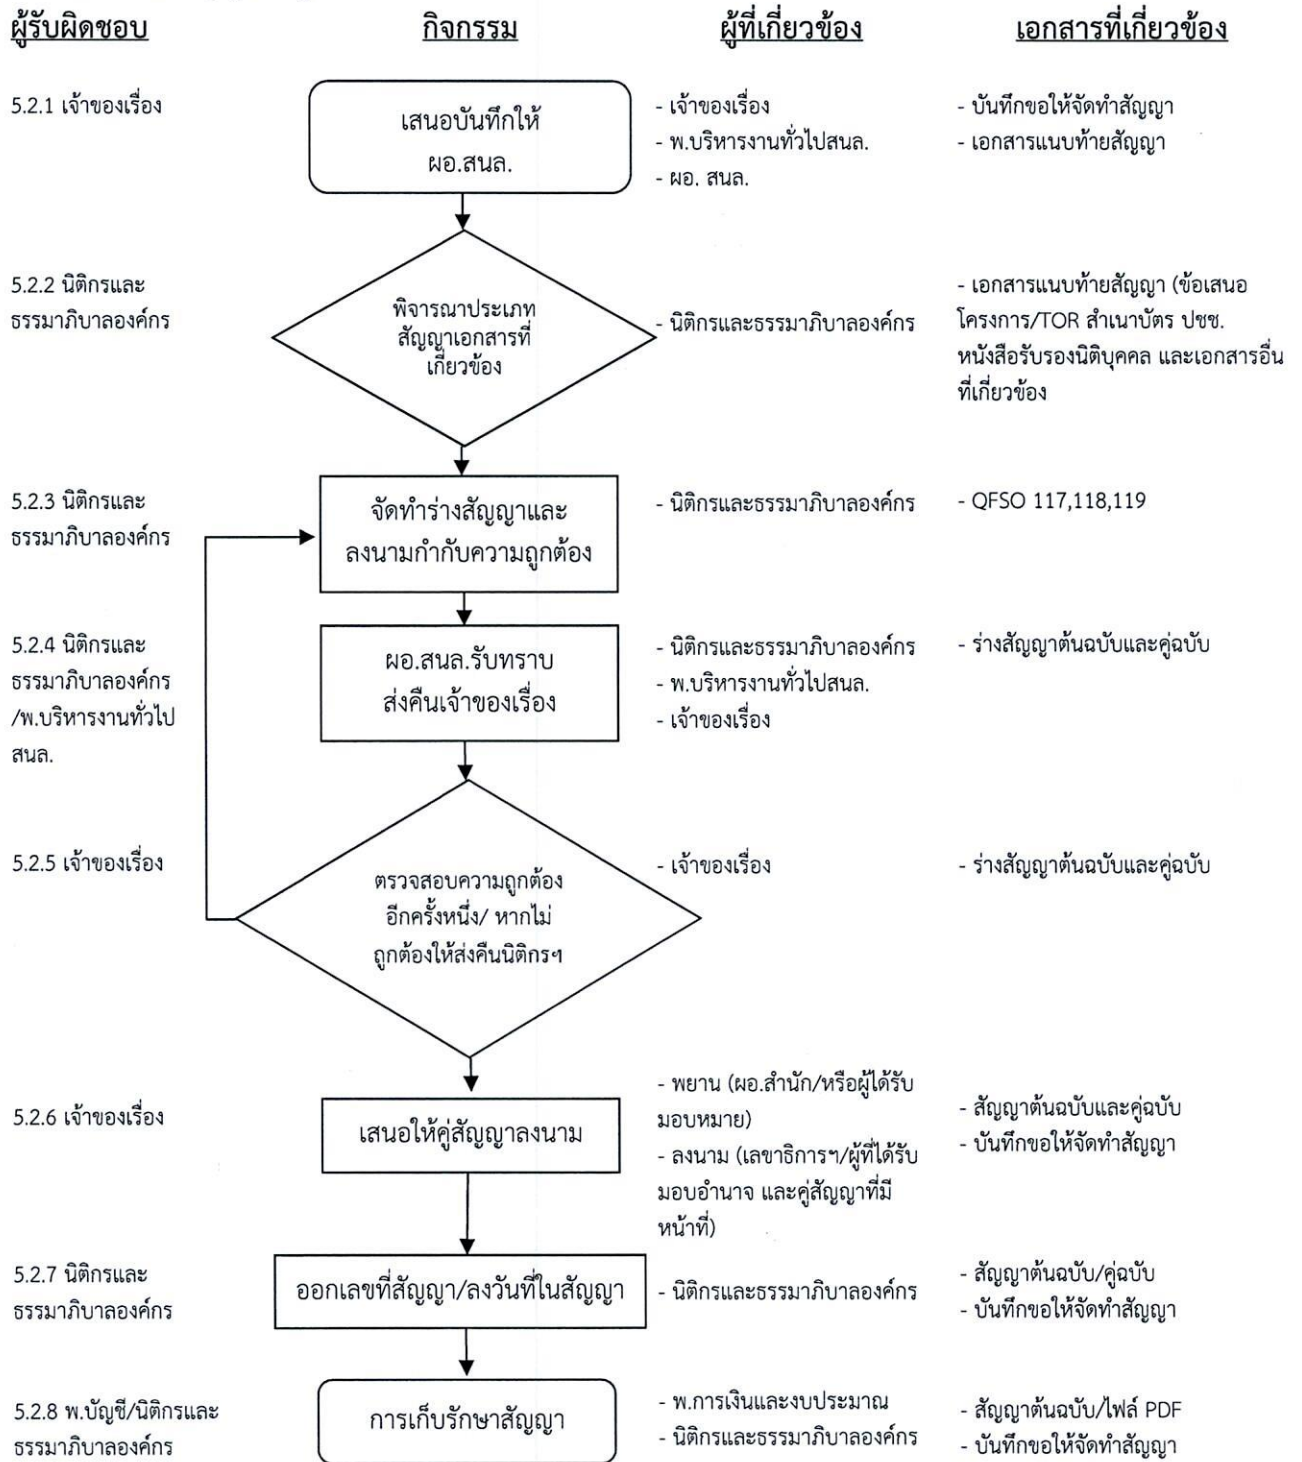 ผู้รับผิดชอบ
กิจกรรม
ผู้ที่เกี่ยวข้อง
เอกสารที่เกี่ยวข้อง
5.2.1 เจ้าของเรื่อง
เสนอบันทึกให้
ผอ.สนล.
- เจ้าของเรื่อง
- พ.บริหารงานทั่วไปสนล.
- ผอ. สนล.
- บันทึกขอให้จัดทำสัญญา
- เอกสารแนบท้ายสัญญา
5.2.2 นิติกรและ
ธรรมาภิบาลองค์กร
พิจารณาประเภท
สัญญาเอกสารที่
เกี่ยวข้อง
- นิติกรและธรรมาภิบาลองค์กร
- เอกสารแนบท้ายสัญญา (ข้อเสนอ
โครงการ/TOR สำเนาบัตร ปชช.
หนังสือรับรองนิติบุคคล และเอกสารอื่น
ที่เกี่ยวข้อง
5.2.3 นิติกรและ
ธรรมาภิบาลองค์กร
จัดทำร่างสัญญาและ
ลงนามกำกับความถูกต้อง
- นิติกรและธรรมาภิบาลองค์กร
- QFSO 117,118,119
5.2.4 นิติกรและ
ธรรมาภิบาลองค์กร
/พ.บริหารงานทั่วไป
สนล.
ผอ.สนล.รับทราบ
ส่งคืนเจ้าของเรื่อง
- นิติกรและธรรมาภิบาลองค์กร
- พ.บริหารงานทั่วไปสนล.
- เจ้าของเรื่อง
- ร่างสัญญาต้นฉบับและคู่ฉบับ
5.2.5 เจ้าของเรื่อง
ตรวจสอบความถูกต้อง
อีกครั้งหนึ่ง/ หากไม่
ถูกต้องให้ส่งคืนนิติกรฯ
- เจ้าของเรื่อง
- ร่างสัญญาต้นฉบับและคู่ฉบับ
5.2.6 เจ้าของเรื่อง
เสนอให้คู่สัญญาลงนาม
- พยาน (ผอ.สำนัก/หรือผู้ได้รับ
มอบหมาย)
- ลงนาม (เลขาธิการฯ/ผู้ที่ได้รับ
มอบอำนาจ และคู่สัญญาที่มี
หน้าที่)
- สัญญาต้นฉบับและคู่ฉบับ
- บันทึกขอให้จัดทำสัญญา
5.2.7 นิติกรและ
ธรรมาภิบาลองค์กร
ออกเลขที่สัญญา/ลงวันที่ในสัญญา
- นิติกรและธรรมาภิบาลองค์กร
- สัญญาต้นฉบับ/คู่ฉบับ
- บันทึกขอให้จัดทำสัญญา
5.2.8 พ.บัญชี/นิติกรและ
ธรรมาภิบาลองค์กร
การเก็บรักษาสัญญา
- พ.การเงินและงบประมาณ
- นิติกรและธรรมาภิบาลองค์กร
- สัญญาต้นฉบับ/ไฟล์ PDF
- บันทึกขอให้จัดทำสัญญา